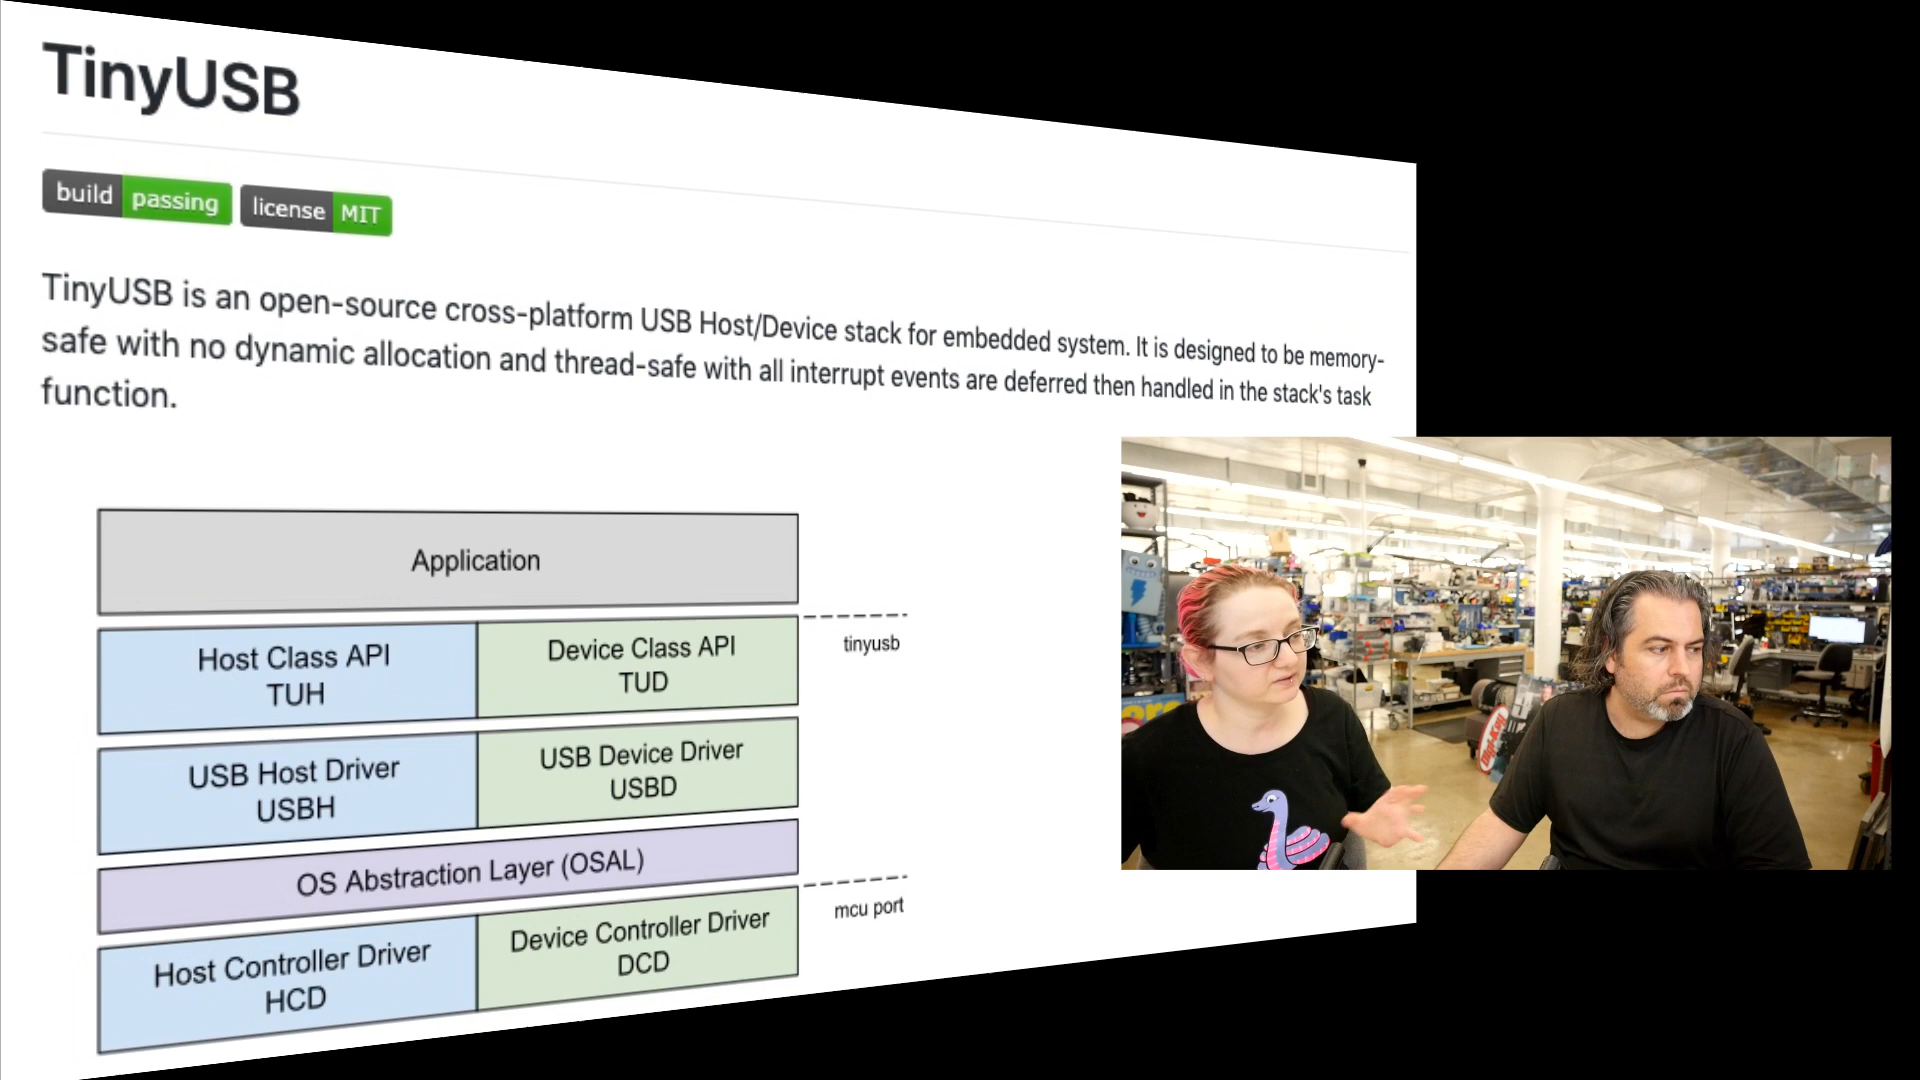 TinyUSB
build passing license MIT
TinyUSB is an open-source cross-platform USB Host/Device stack for embedded system. It is designed to be memory-
safe with no dynamic allocation and thread-safe with all interrupt events are deferred then handled in the stack's task
function.
Application
tinyusb
Host Class API
TUH
Device Class API
TUD
USB Host Driver
USBH
USB Device Driver
USBD
OS Abstraction Layer (OSAL)
mcu port
Host Controller Driver
HCD
Device Controller Driver
DCD
Digi-Key